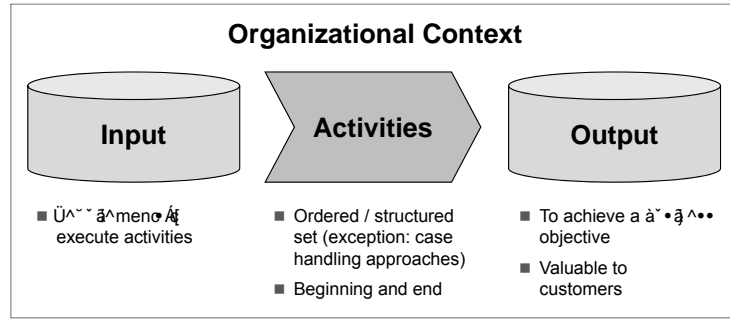 Organizational Context
Input
Activities
Output
execute activities
Ordered / structured
set (exception: case
handling approaches)
Beginning and end
To achieve a
objective
Valuable to
customers